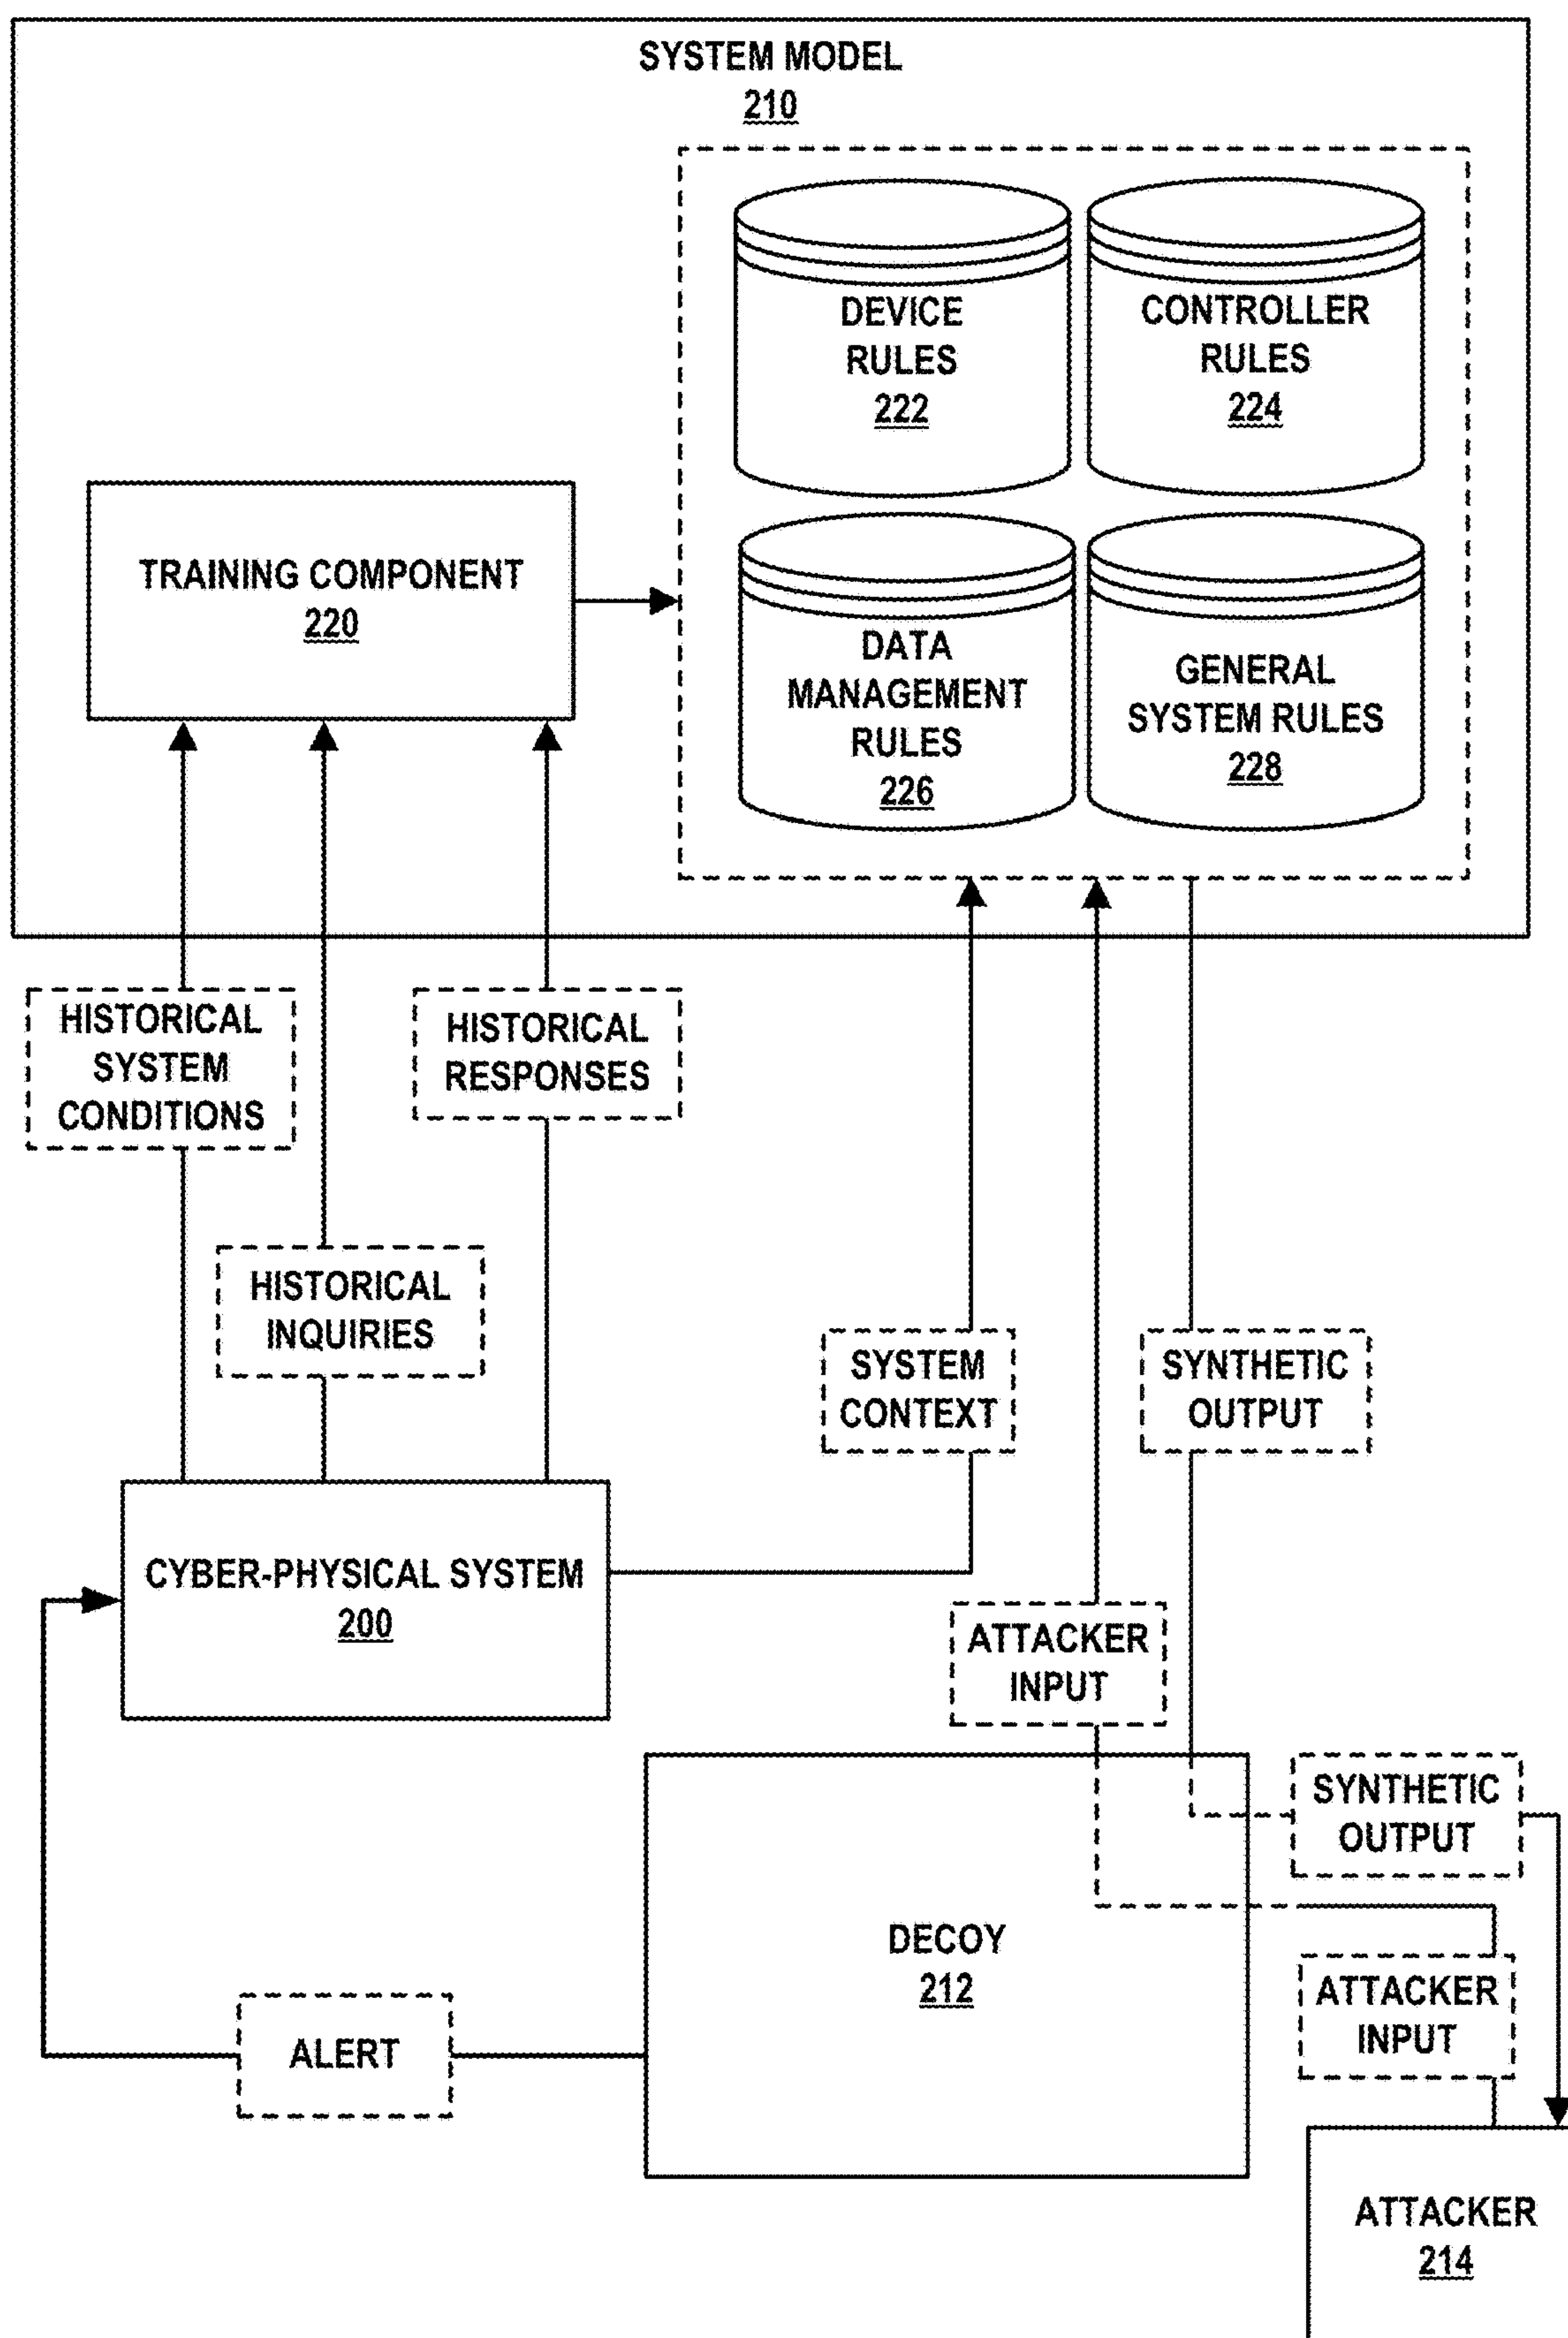 SYSTEM MODEL
210
DEVICE
RULES
222
CONTROLLER
RULES
224
TRAINING COMPONENT
220
DATA
MANAGEMENT
RULES
226
GENERAL
SYSTEM RULES
228
HISTORICAL
SYSTEM
CONDITIONS
HISTORICAL
RESPONSES
HISTORICAL
INQUIRIES
SYSTEM
CONTEXT
SYNTHETIC
OUTPUT
CYBER-PHYSICAL SYSTEM
200
ATTACKER
INPUT
SYNTHETIC
OUTPUT
DECOY
212
ATTACKER
INPUT
ALERT
ATTACKER
214